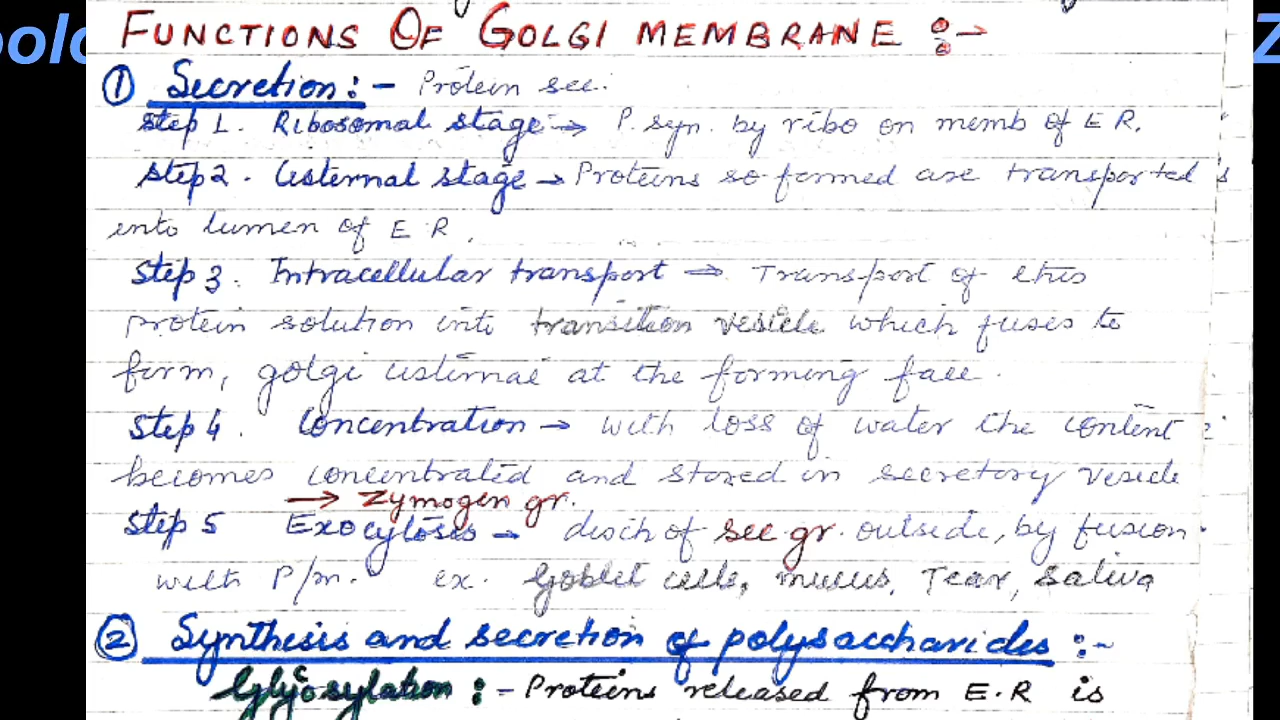 FUNCTIONS OF GOLGI MEMBRANE :-
① Secretion :- Protein sec.
Step 1. Ribosomal stage → P. syn. by ribo on memb of E R.
Step 2. Cisternal stage → Proteins so formed are transported
into lumen of E R.
Step 3. Intracellular transport → Transport of this
protein solution into transition vesicle which fuses to
form, golgi cisternae at the forming face.
Step 4. Concentration → with loss of water the content
becomes concentrated and stored in secretory vesicle
→ Zymogen gr.
Step 5 Exocytosis → disch of sec gr. outside, by fusion
with P/m. ex. Goblet cells, mucus, Tear, saliva
② Synthesis and secretion of polysaccharides :-
Glyosylation :- Proteins released from E.R is